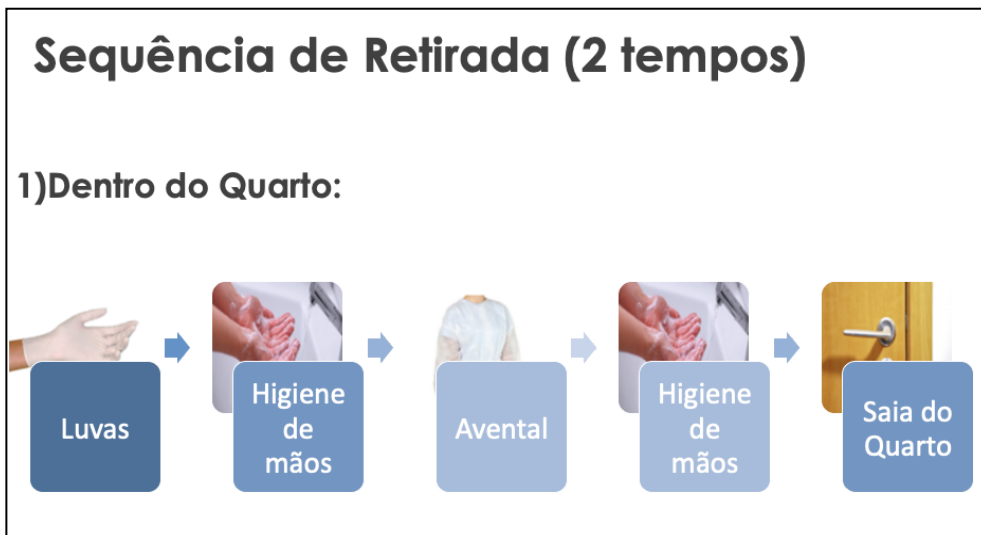 Sequência de Retirada (2 tempos)
1)Dentro do Quarto:
Luvas
Higiene
de
mãos
Avental
Higiene
de
mãos
Saia do
Quarto